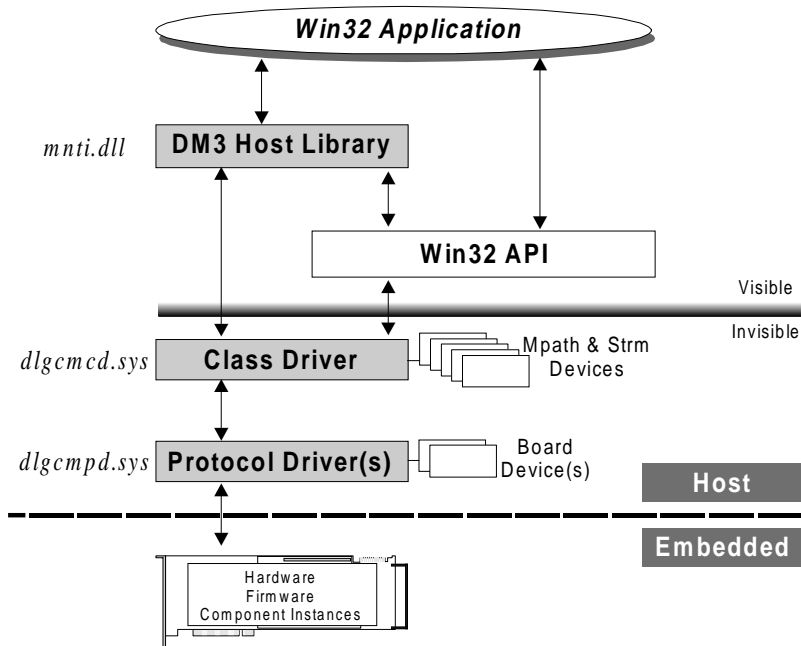 Win32 Application
mnti.dll
DM3 Host Library
Win32 API
Visible
Invisible
dlgcmcd.sys
Class Driver
Mpath & Strm
Devices
dlgcmpd.sys
Protocol Driver(s)
Board
Device(s)
Host
Embedded
Hardware
Firmware
Component Instances